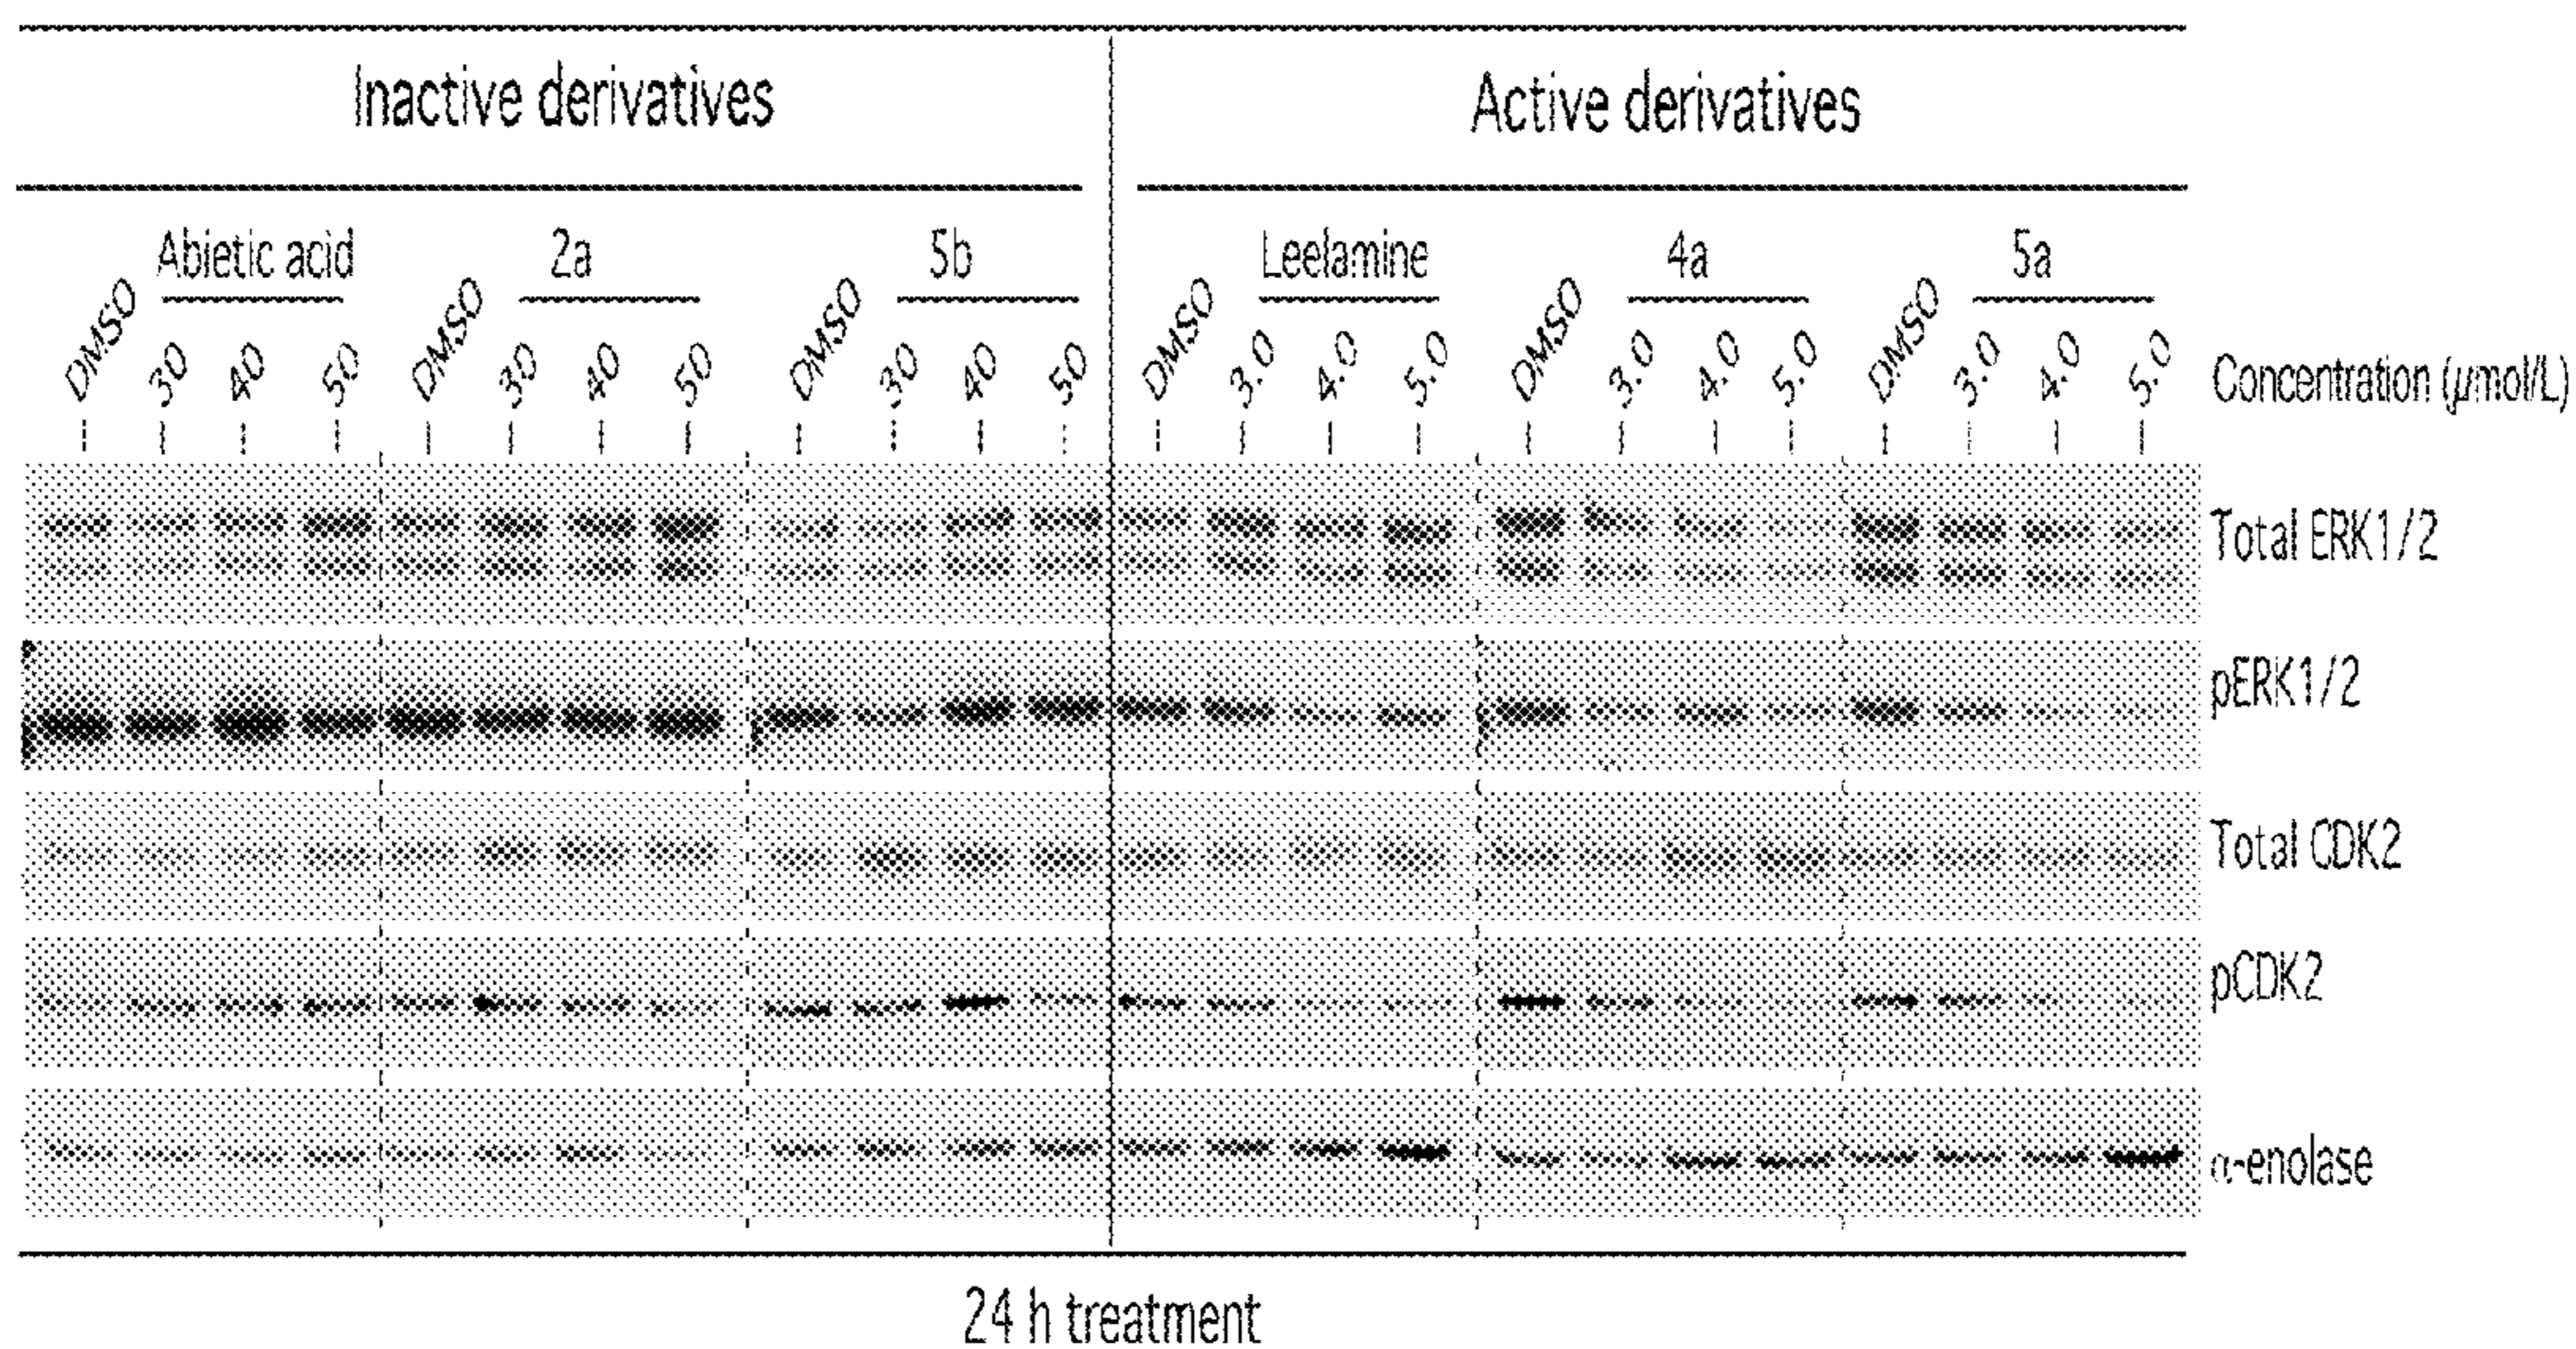 Inactive derivatives Active derivatives
Abietic acid 2a 5b Leelamine 4a 5a
DMSO 30 40 50 DMSO 30 40 50 DMSO 30 40 50 DMSO 3.0 4.0 5.0 DMSO 3.0 4.0 5.0 DMSO 3.0 4.0 5.0 Concentration (μmol/L)
Total ERK1/2
pERK1/2
Total CDK2
pCDK2
α-enolase
24 h treatment